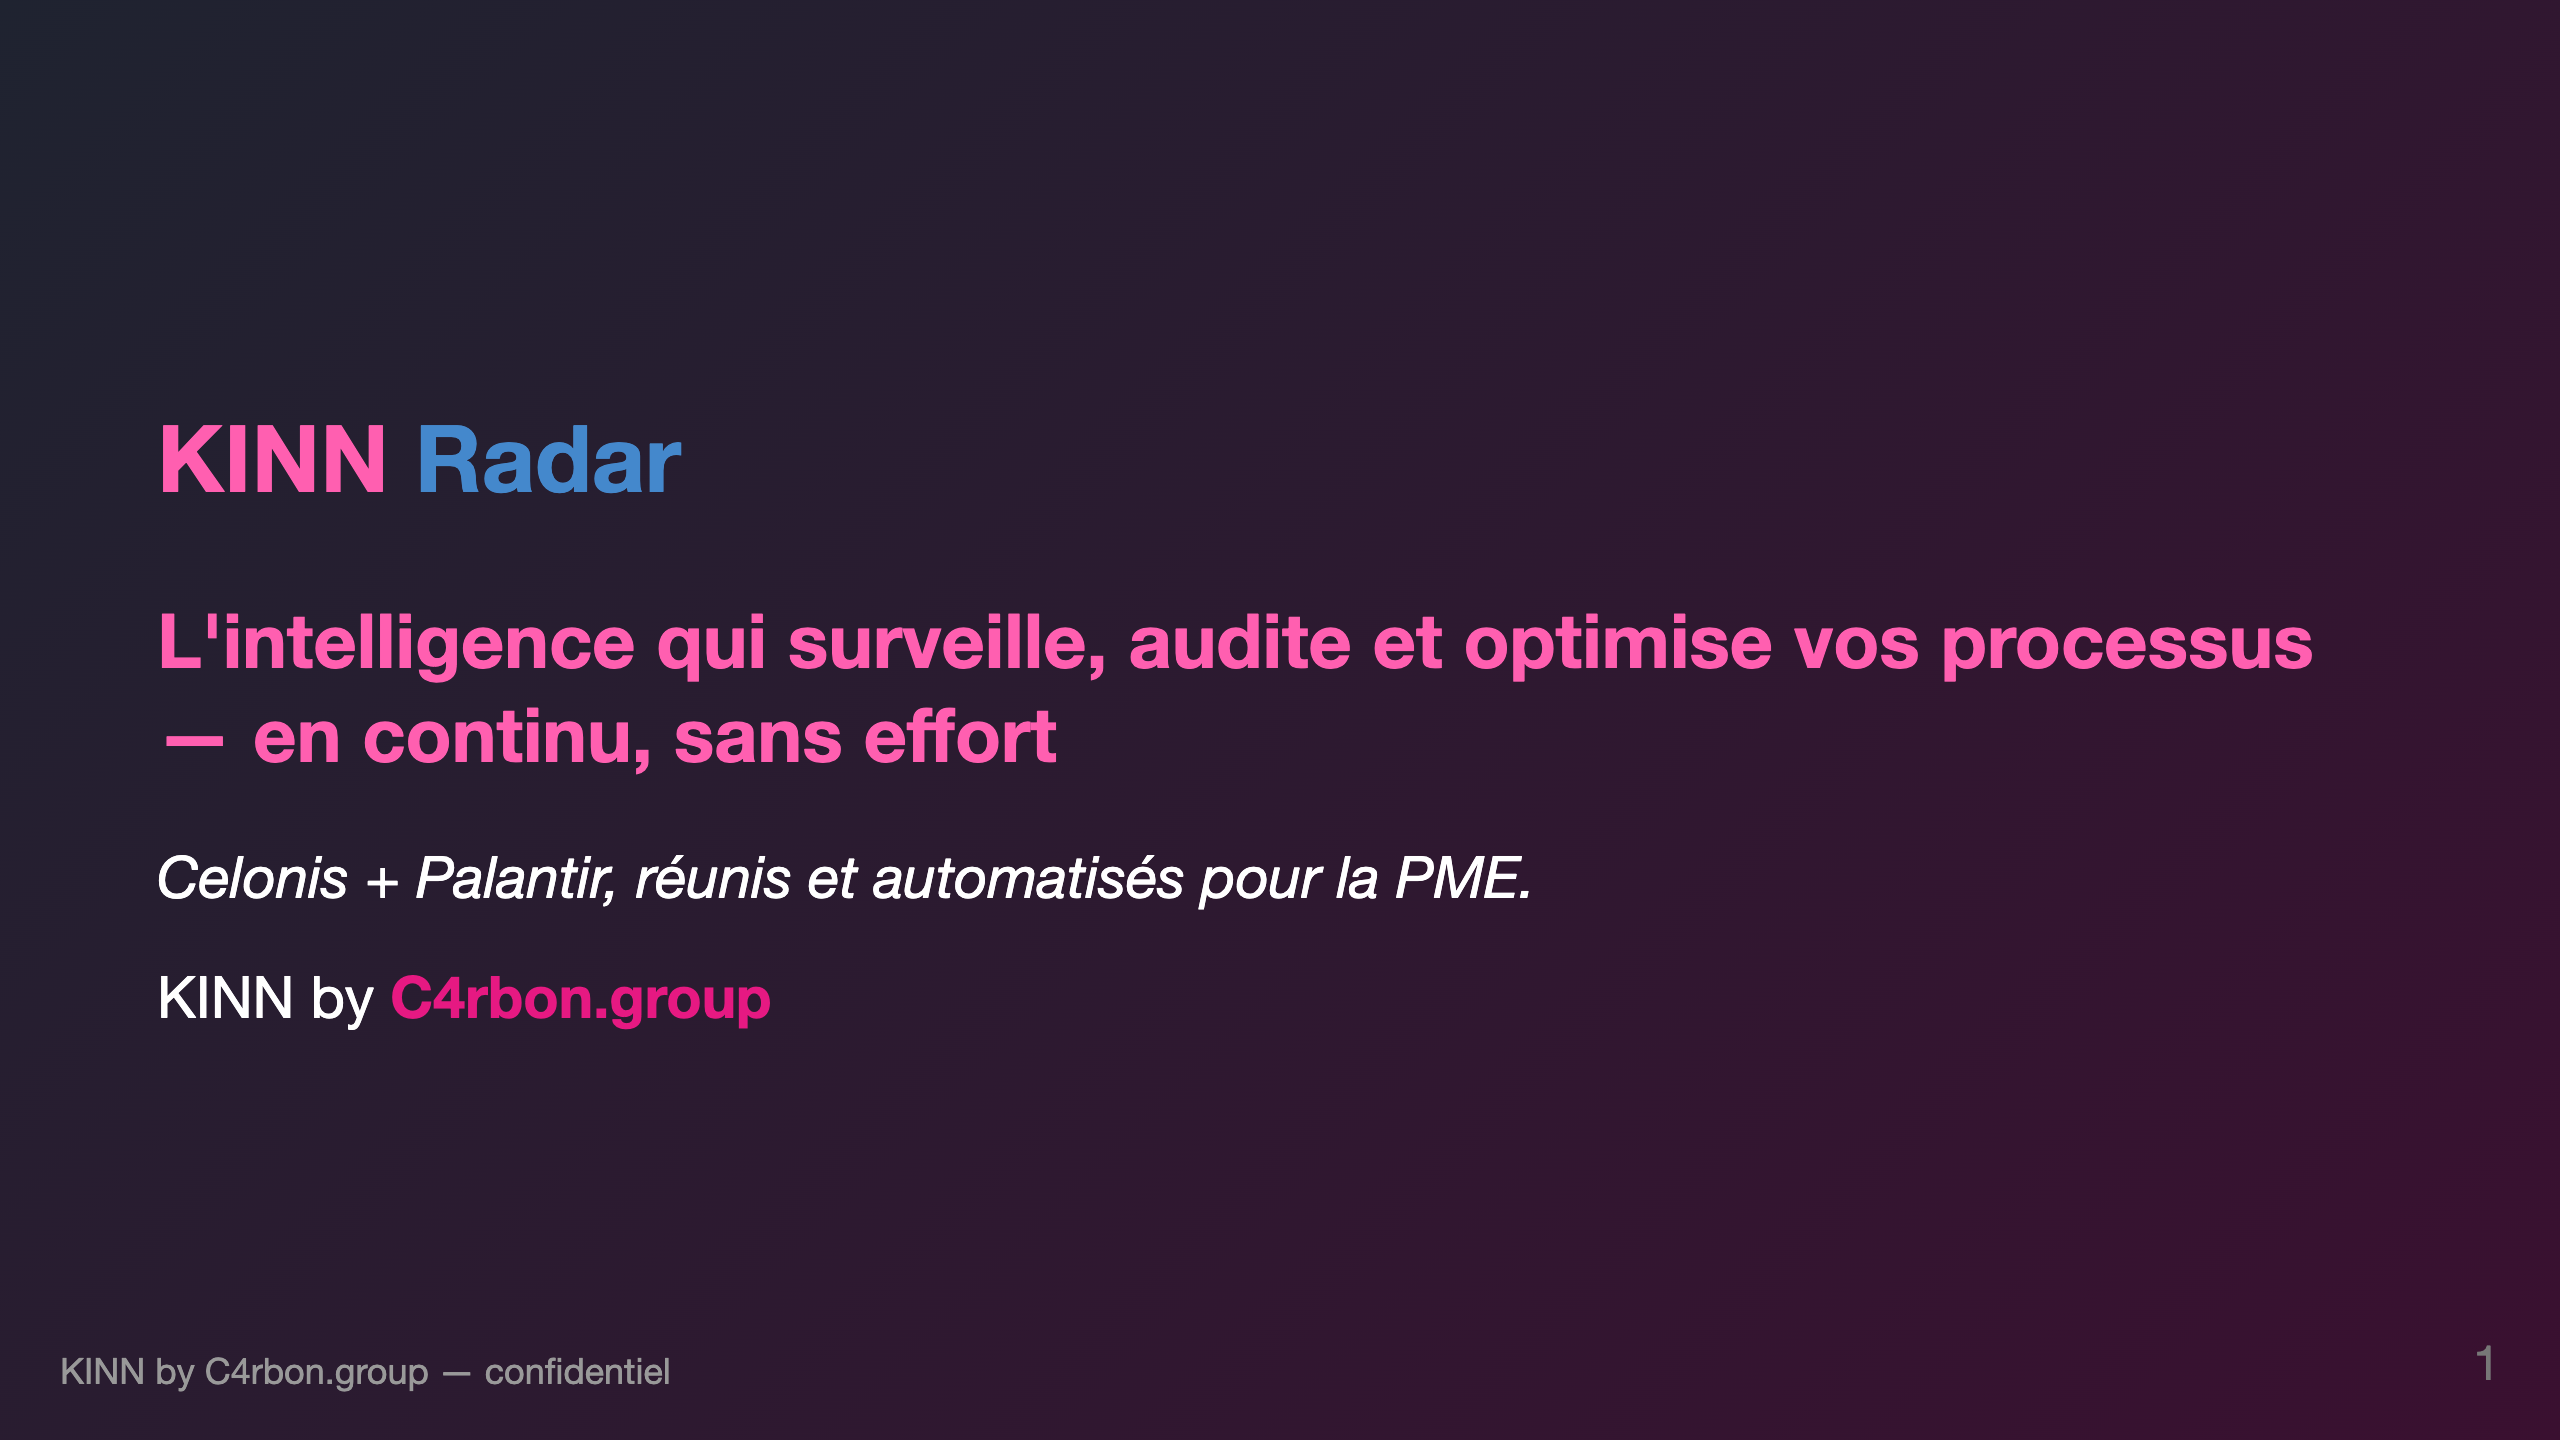 KINN Radar
L'intelligence qui surveille, audite et optimise vos processus
— en continu, sans effort
Celonis + Palantir, réunis et automatisés pour la PME.
KINN by C4rbon.group
KINN by C4rbon.group — confidentiel
1